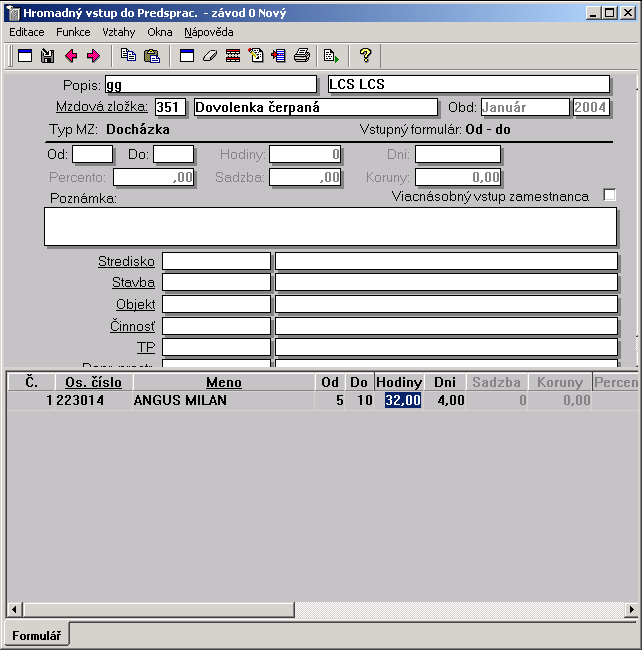 Hromadný vstup do Predsprac. - závod 0 Nový
Editace Funkce Vztahy Okna Nápověda
Popis: gg LCS LCS
Mzdová zložka: 351 Dovolenka čerpaná Obd: Január 2004
Typ MZ: Docházka Vstupný formulár: Od - do
Od: Do: Hodiny: 0 Dni:
Percento: ,00 Sadzba: ,00 Koruny: 0,00
Poznámka: Viacnásobný vstup zamestnanca
Stredisko
Stavba
Objekt
Činnosť
TP
Č. Os. číslo Meno Od Do Hodiny Dni Sadzba Koruny Percen
1 223014 ANGUS MILAN 5 10 32,00 4,00 0 0,00
Formulář